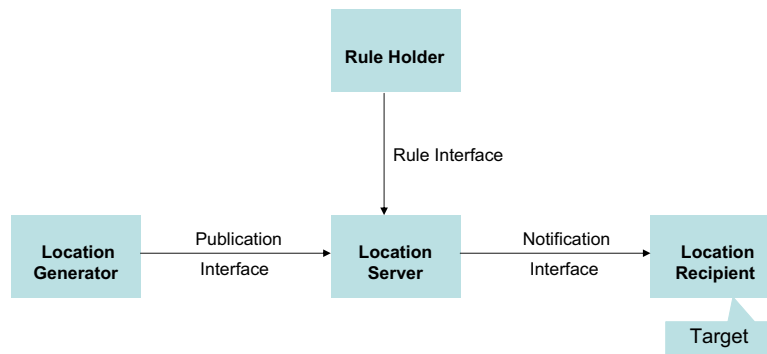 Rule Holder
Rule Interface
Location
Generator
Publication
Interface
Location
Server
Notification
Interface
Location
Recipient
Target